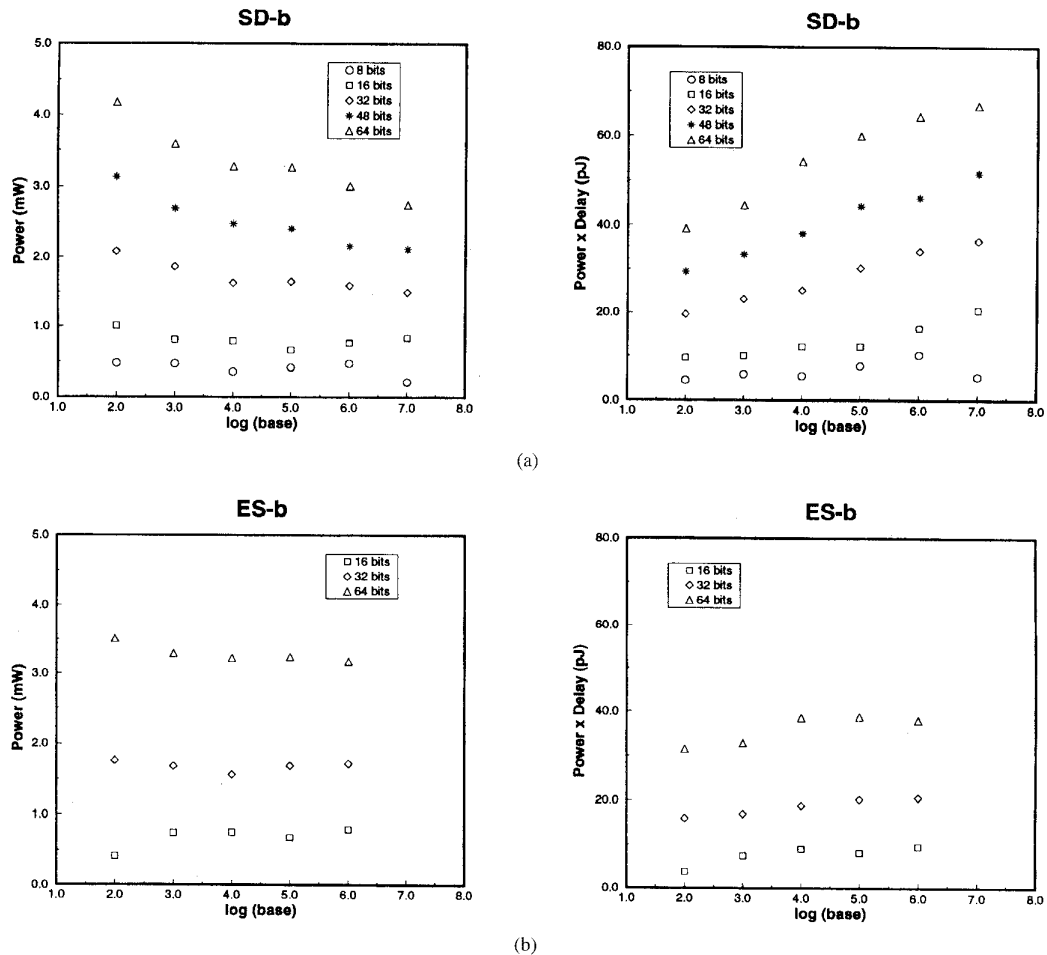 SD-b
5.0
4.0
3.0
2.0
1.0
0.0
Power (mW)
8 bits
16 bits
32 bits
48 bits
64 bits
1.0 2.0 3.0 4.0 5.0 6.0 7.0 8.0
log (base)
SD-b
80.0
60.0
40.0
20.0
0.0
Power x Delay (pJ)
8 bits
16 bits
32 bits
48 bits
64 bits
1.0 2.0 3.0 4.0 5.0 6.0 7.0 8.0
log (base)
(a)
ES-b
5.0
4.0
3.0
2.0
1.0
0.0
Power (mW)
16 bits
32 bits
64 bits
1.0 2.0 3.0 4.0 5.0 6.0 7.0 8.0
log (base)
ES-b
80.0
60.0
40.0
20.0
0.0
Power x Delay (pJ)
16 bits
32 bits
64 bits
1.0 2.0 3.0 4.0 5.0 6.0 7.0 8.0
log (base)
(b)